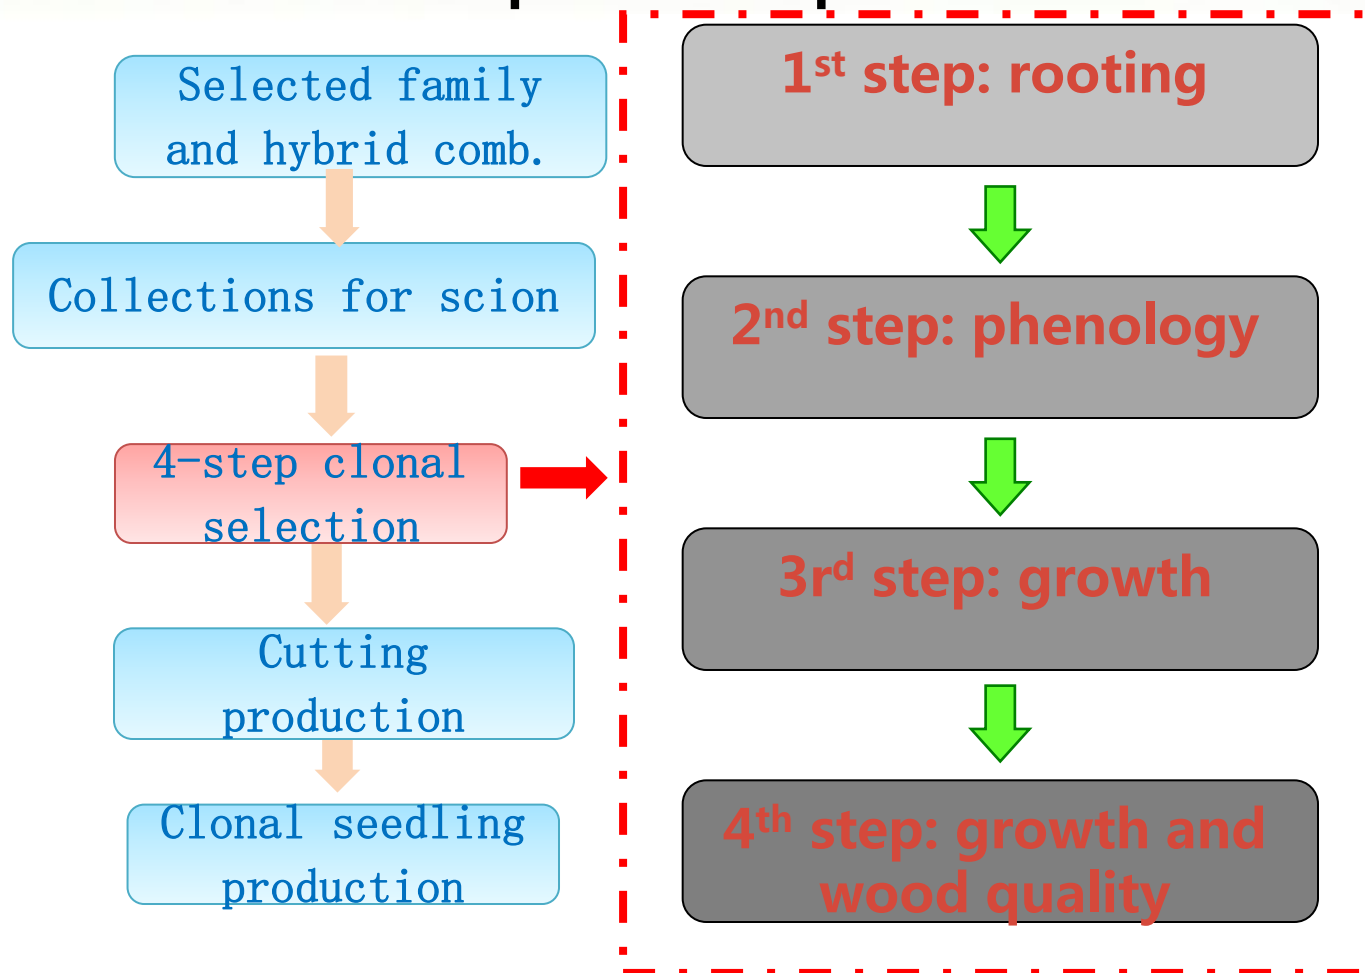 Selected family
and hybrid comb.
Collections for scion
4-step clonal
selection
Cutting
production
Clonal seedling
production
1st step: rooting
2nd step: phenology
3rd step: growth
4th step: growth and
wood quality